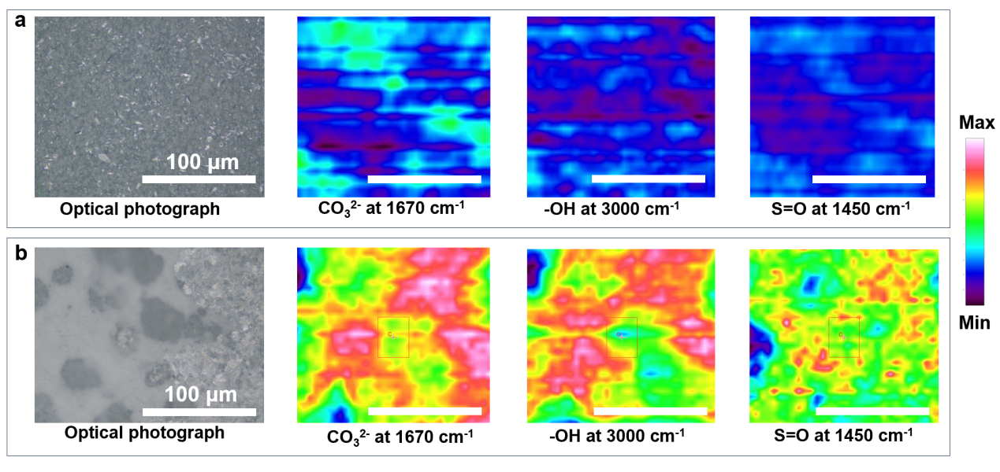 a
100 µm
Optical photograph
CO₃²⁻ at 1670 cm⁻¹
-OH at 3000 cm⁻¹
S=O at 1450 cm⁻¹
Max
Min
b
100 µm
Optical photograph
CO₃²⁻ at 1670 cm⁻¹
-OH at 3000 cm⁻¹
S=O at 1450 cm⁻¹